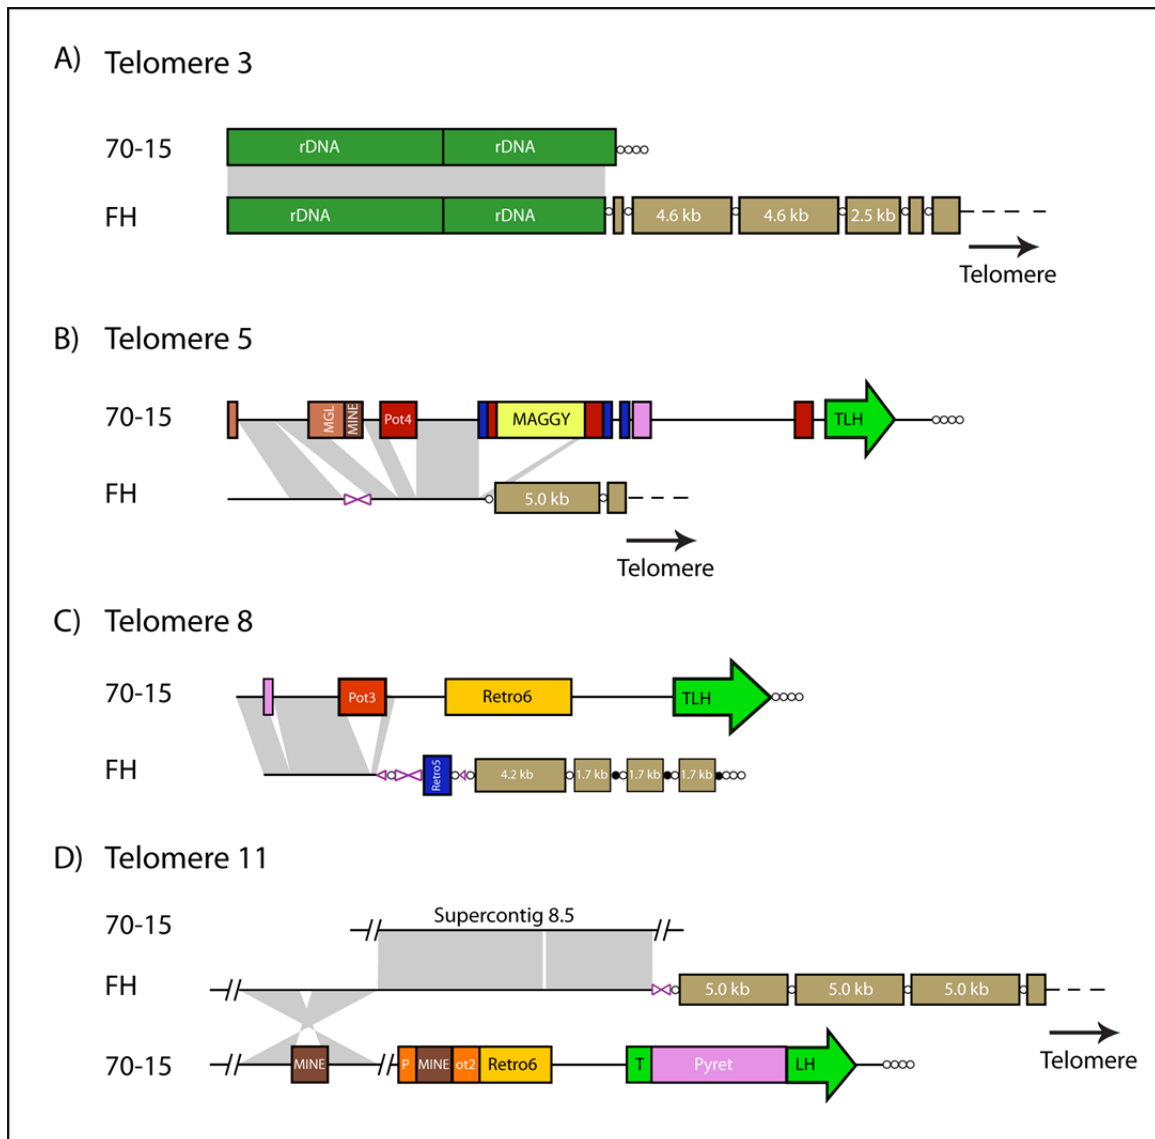 A) Telomere 3
70-15 rDNA rDNA
FH rDNA rDNA 4.6 kb 4.6 kb 2.5 kb
Telomere
B) Telomere 5
70-15 MGL MINE Pot4 MAGGY TLH
FH 5.0 kb
Telomere
C) Telomere 8
70-15 Pot3 Retro6 TLH
FH Retro5 4.2 kb 1.7 kb 1.7 kb 1.7 kb
D) Telomere 11
70-15 Supercontig 8.5
FH 5.0 kb 5.0 kb 5.0 kb
70-15 MINE P MINE ot2 Retro6 T Pyret LH
Telomere